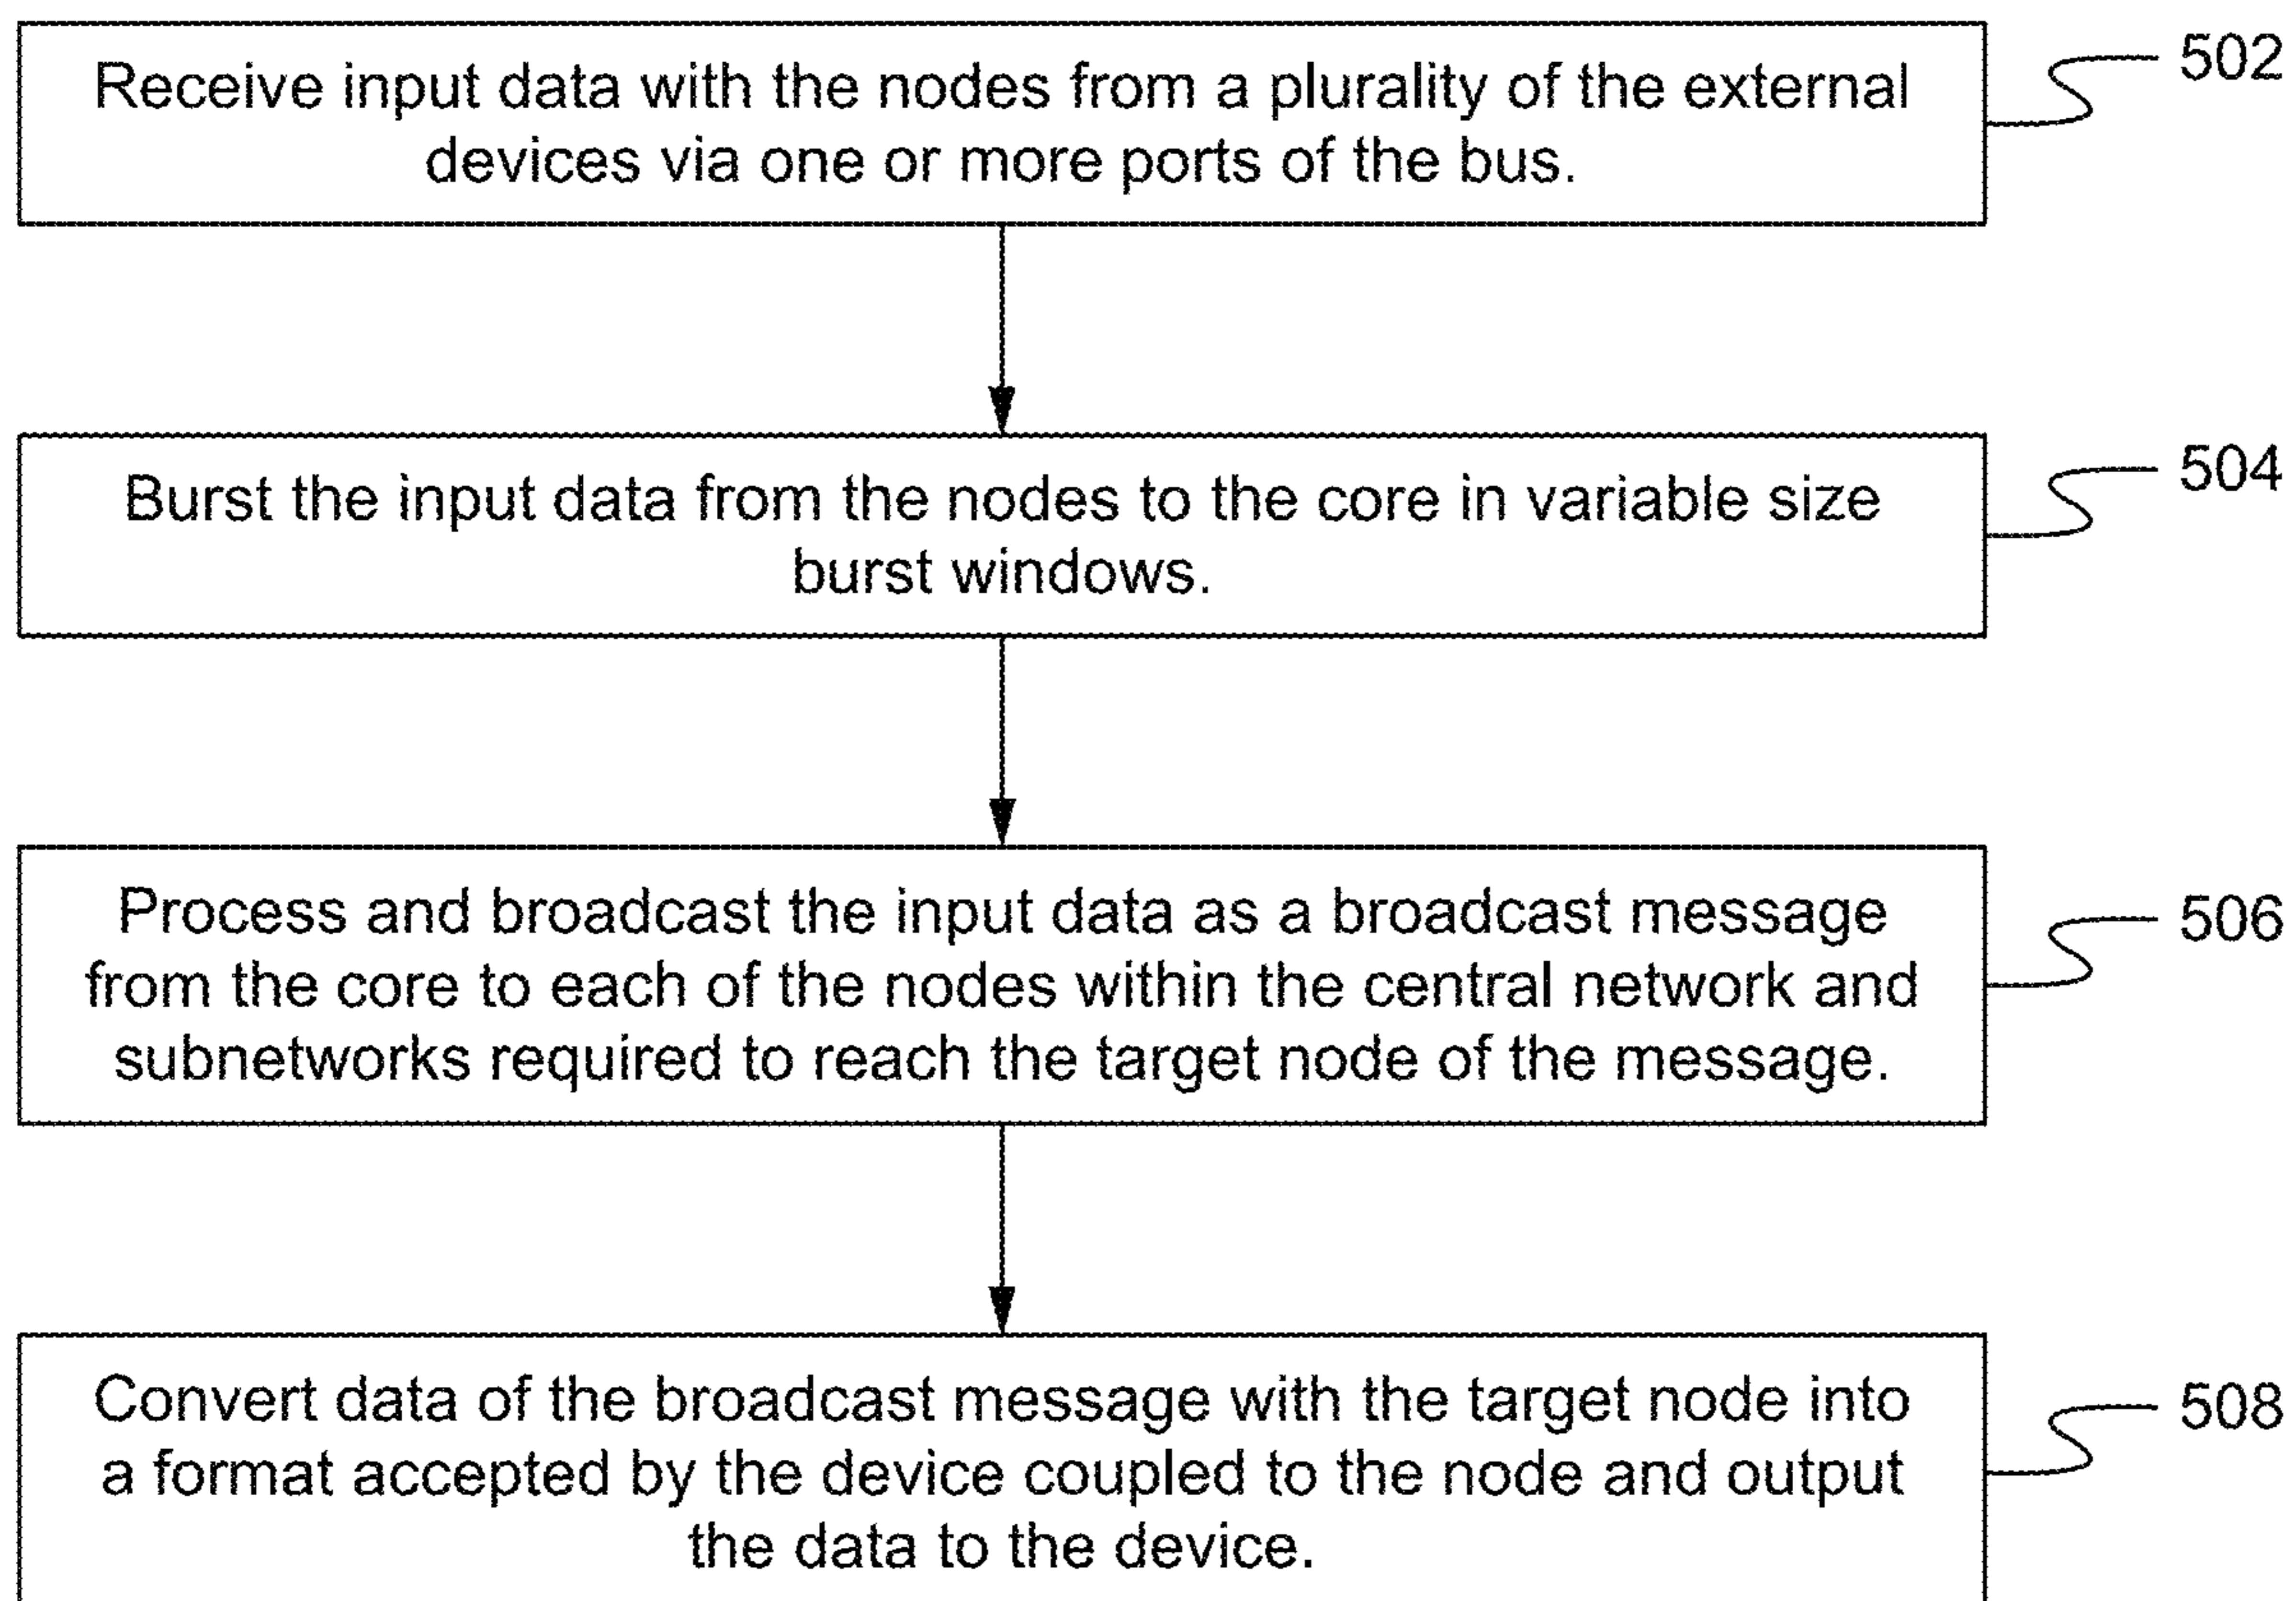 Receive input data with the nodes from a plurality of the external
devices via one or more ports of the bus.
502
Burst the input data from the nodes to the core in variable size
burst windows.
504
Process and broadcast the input data as a broadcast message
from the core to each of the nodes within the central network and
subnetworks required to reach the target node of the message.
506
Convert data of the broadcast message with the target node into
a format accepted by the device coupled to the node and output
the data to the device.
508